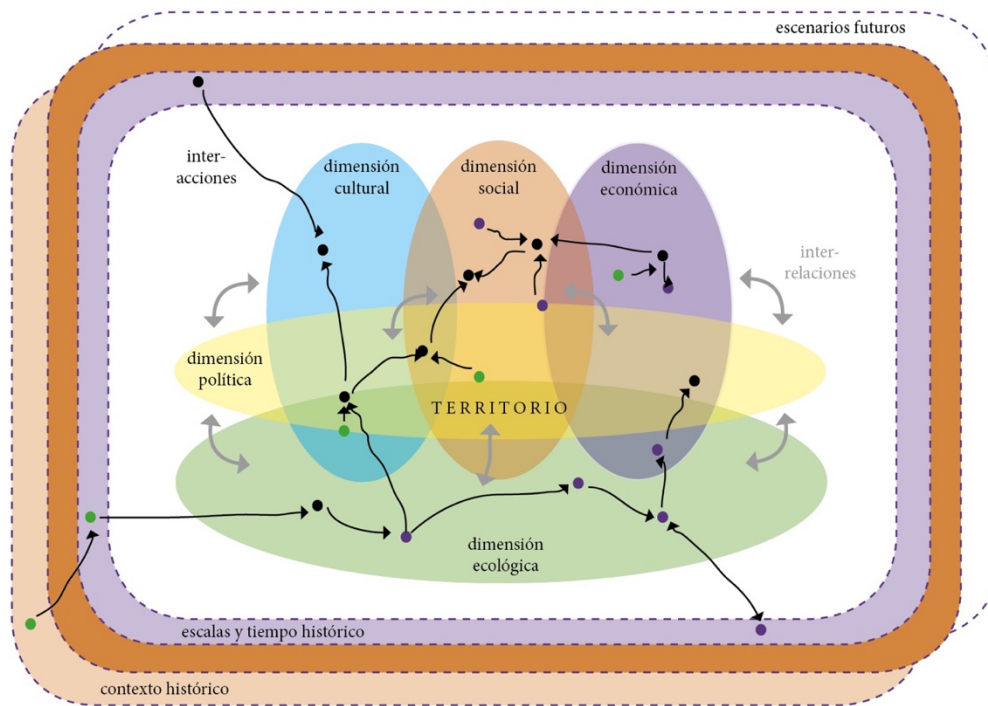 escenarios futuros
inter-
acciones
dimensión
cultural
dimensión
social
dimensión
económica
inter-
relaciones
dimensión
política
TERRITORIO
dimensión
ecológica
escalas y tiempo histórico
contexto histórico